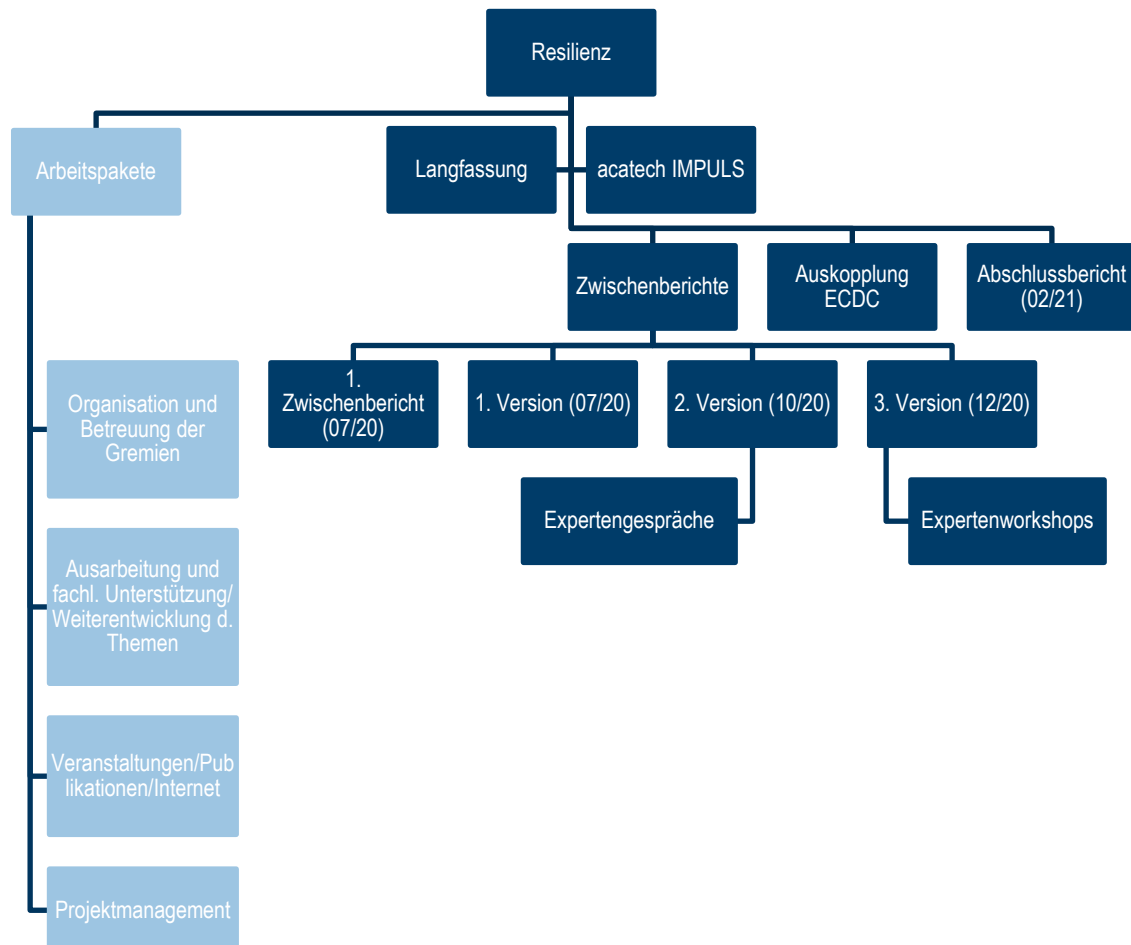 Resilienz
Arbeitspakete
Langfassung
acatech IMPULS
Zwischenberichte
Auskopplung
ECDC
Abschlussbericht
(02/21)
1.
Zwischenbericht
(07/20)
1. Version (07/20)
2. Version (10/20)
3. Version (12/20)
Expertengespräche
Expertenworkshops
Organisation und
Betreuung der
Gremien
Ausarbeitung und
fachl. Unterstützung/
Weiterentwicklung d.
Themen
Veranstaltungen/Pub
likationen/Internet
Projektmanagement